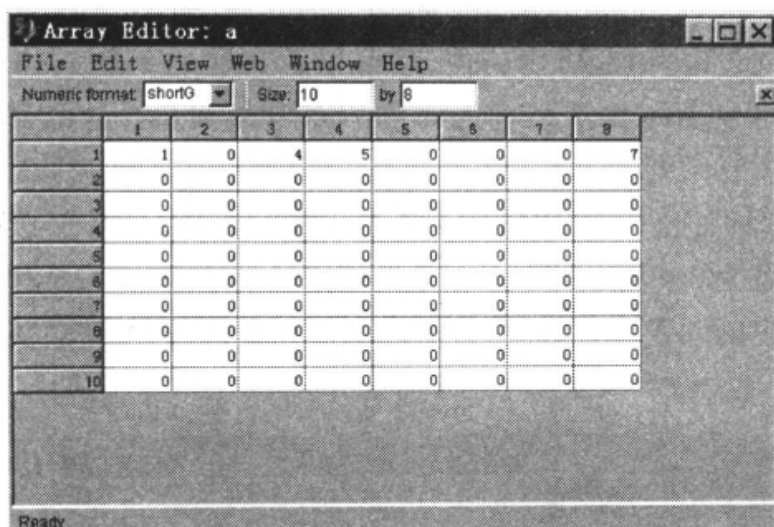 Array Editor: a
File Edit View Web Window Help
Numeric format: shortG Size: 10 by 8
1 2 3 4 5 6 7 8
1 1 0 4 5 0 0 0 7
2 0 0 0 0 0 0 0 0
3 0 0 0 0 0 0 0 0
4 0 0 0 0 0 0 0 0
5 0 0 0 0 0 0 0 0
6 0 0 0 0 0 0 0 0
7 0 0 0 0 0 0 0 0
8 0 0 0 0 0 0 0 0
9 0 0 0 0 0 0 0 0
10 0 0 0 0 0 0 0 0
Ready